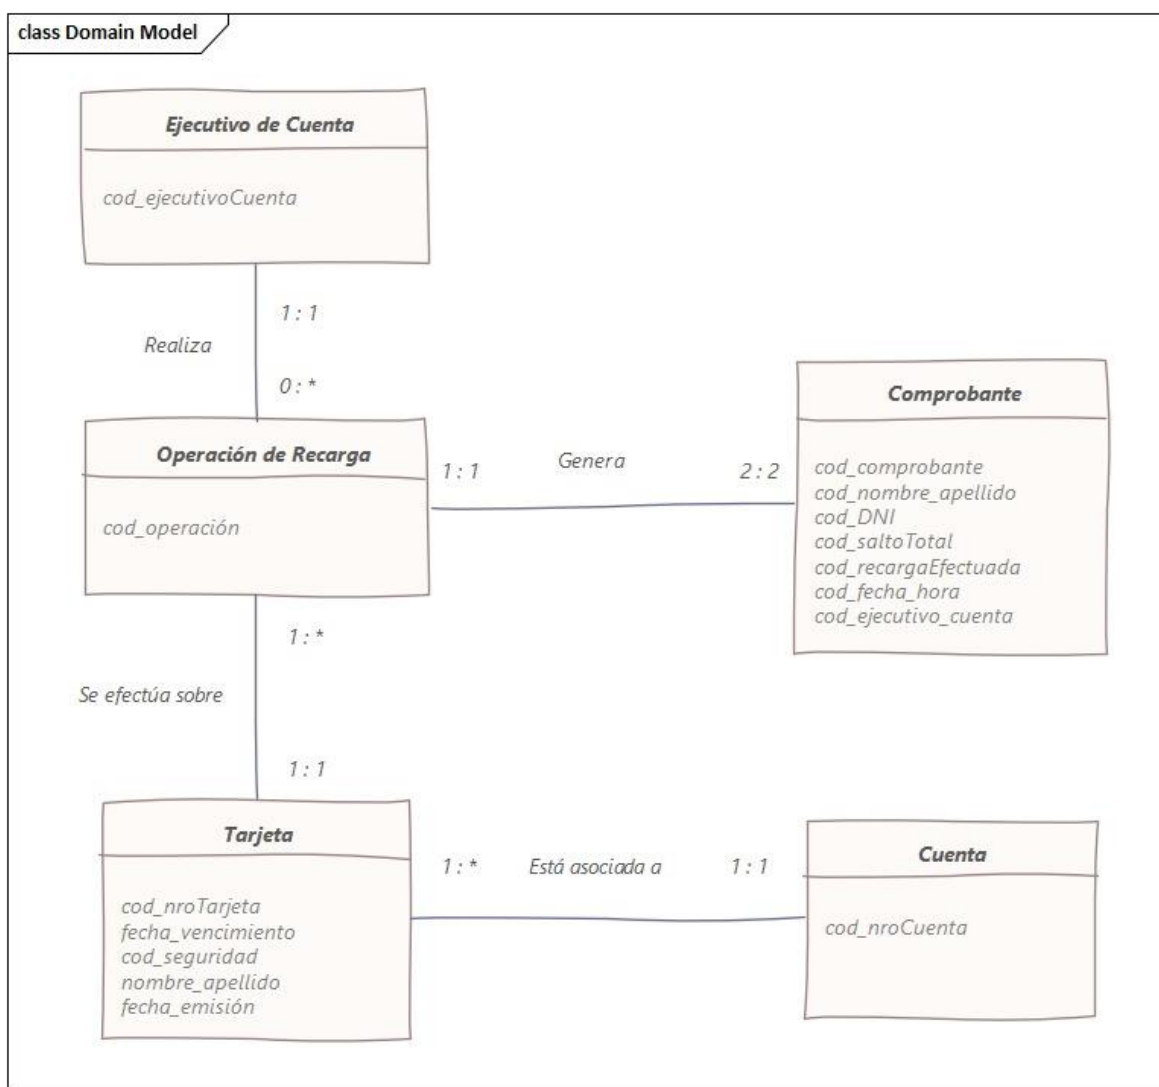 class Domain Model
Ejecutivo de Cuenta
cod_ejecutivoCuenta
1 : 1
Realiza
0 : *
Operación de Recarga
cod_operación
1 : 1
Genera
2 : 2
Comprobante
cod_comprobante
cod_nombre_apellido
cod_DNI
cod_saltoTotal
cod_recargaEfectuada
cod_fecha_hora
cod_ejecutivo_cuenta
1 : *
Se efectúa sobre
1 : 1
Tarjeta
cod_nroTarjeta
fecha_vencimiento
cod_seguridad
nombre_apellido
fecha_emisión
1 : *
Está asociada a
1 : 1
Cuenta
cod_nroCuenta